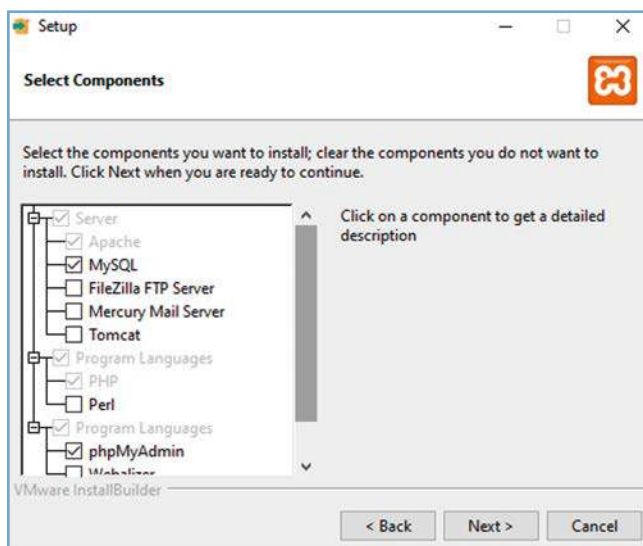 Setup
Select Components
Select the components you want to install; clear the components you do not want to
install. Click Next when you are ready to continue.
Server
Apache
MySQL
FileZilla FTP Server
Mercury Mail Server
Tomcat
Program Languages
PHP
Perl
Program Languages
phpMyAdmin
Webalizer
Click on a component to get a detailed
description
VMware InstallBuilder
< Back
Next >
Cancel